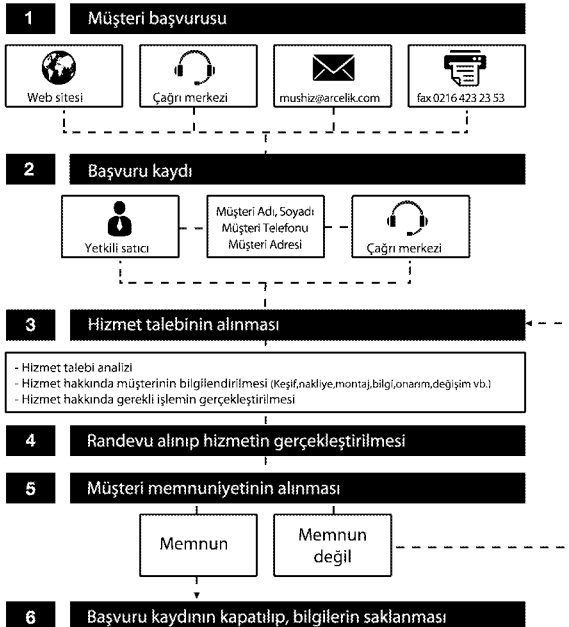 1 Müşteri başvurusu
Web sitesi
Çağrı merkezi
mushiz@arcelik.com
fax 0216 423 23 53
2 Başvuru kaydı
Yetkili satıcı
Müşteri Adı, Soyadı
Müşteri Telefonu
Müşteri Adresi
Çağrı merkezi
3 Hizmet talebinin alınması
- Hizmet talebi analizi
- Hizmet hakkında müşterinin bilgilendirilmesi (Keşif,nakliye,montaj,bilgi,onarım,değişim vb.)
- Hizmet hakkında gerekli işlemin gerçekleştirilmesi
4 Randevu alınıp hizmetin gerçekleştirilmesi
5 Müşteri memnuniyetinin alınması
Memnun
Memnun
değil
6 Başvuru kaydının kapatılıp, bilgilerin saklanması